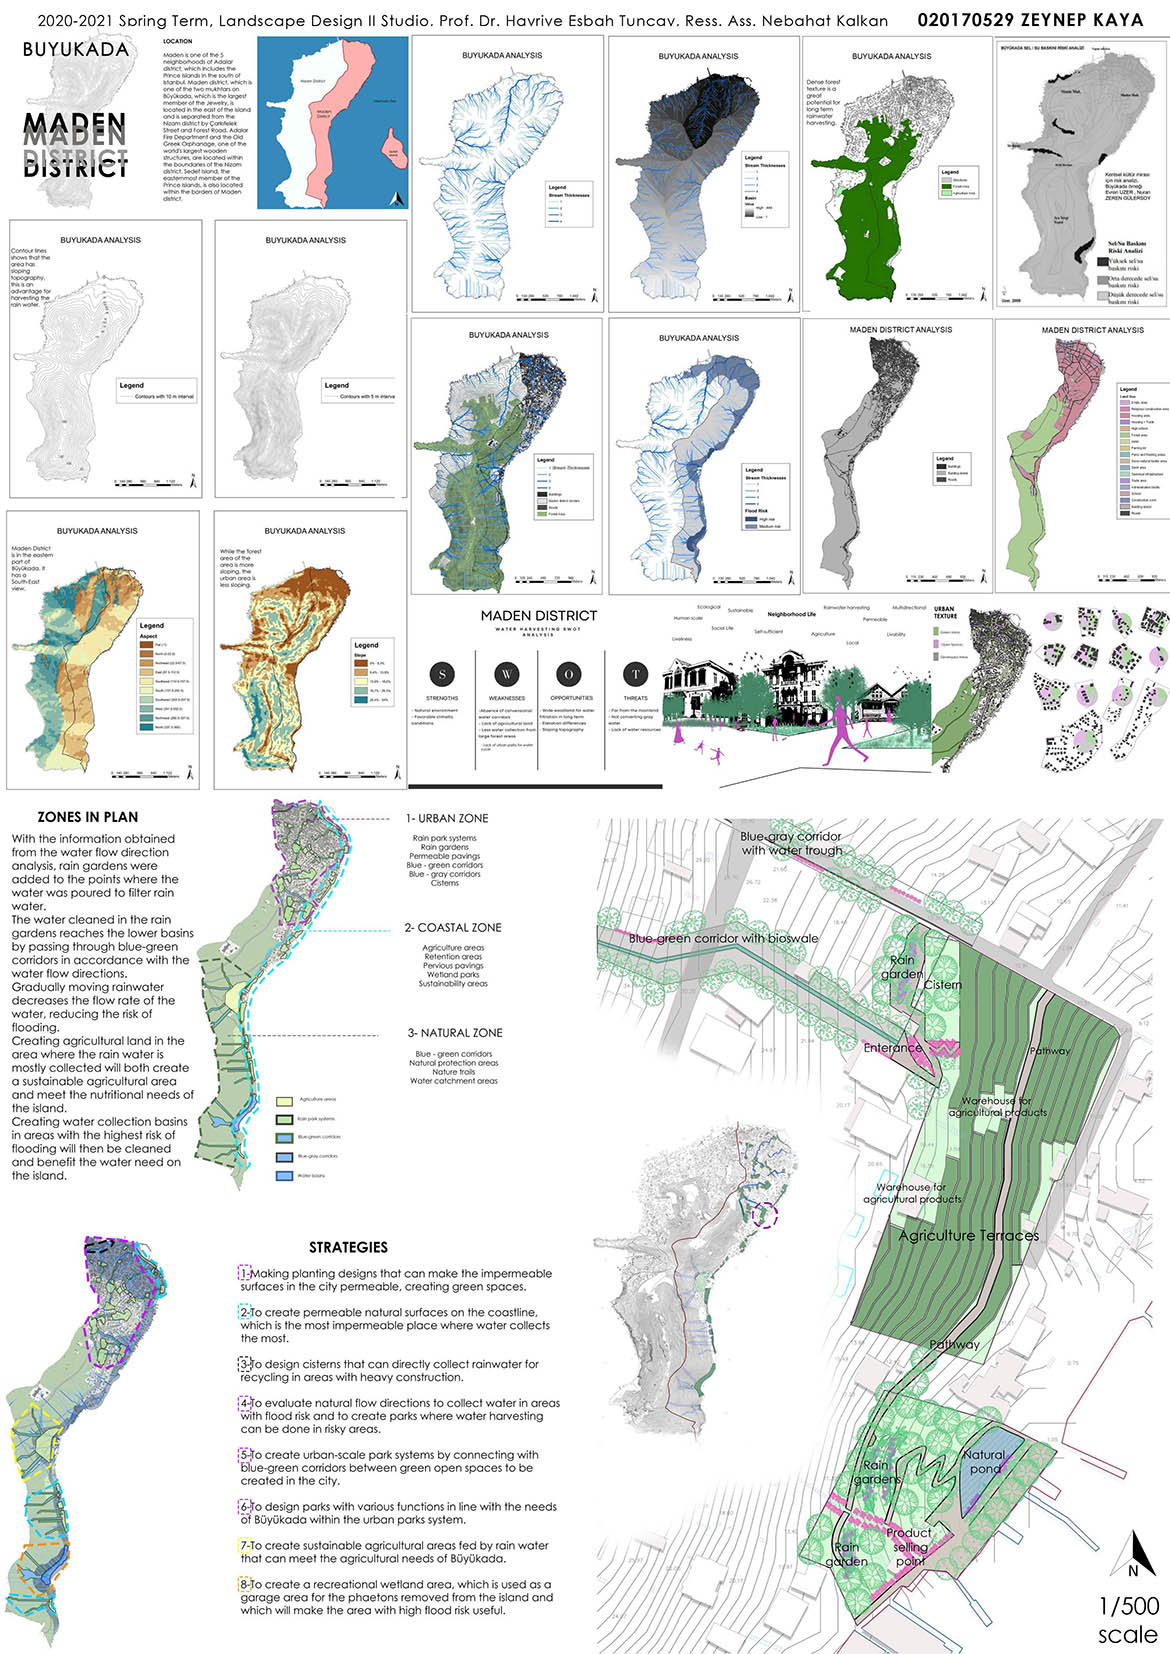 2020-2021 Spring Term, Landscape Design II Studio. Prof. Dr. Hayriye Esbah Tuncay. Ress. Ass. Nebahat Kalkan
020170529 ZEYNEP KAYA
BUYUKADA
MADEN
MADEN
DISTRICT
DISTRICT
LOCATION
Maden is one of the 5
neighborhoods of Adalar
district, which includes the
Prince Islands in the south of
Istanbul. Maden district, which is
one of the two mukhtars on
Büyükada, which is the largest
member of the Jewelry, is
located in the east of the island
and is separated from the
Nizam district by Çarkıfelek
Street and Forest Road. Adalar
Fire Department and the Old
Greek Orphanage, one of the
world's largest wooden
structures, are located within
the boundaries of the Nizam
district. Sedef Island, the
easternmost member of the
Prince Islands, is also located
within the borders of Maden
district.
BUYUKADA ANALYSIS
Legend
Stream Thicknesses
BUYUKADA ANALYSIS
Legend
Stream Thicknesses
Basin
BUYUKADA ANALYSIS
Dense forest
texture is a
great
potential for
long term
rainwater
harvesting.
Legend
BÜYÜKADA SEL / SU BASKINI RİSKİ ANALİZİ
Kentsel kültür mirası
için risk analizi:
Büyükada örneği
Evren UZER, Nuran
ZEREN GÜLERSOY
Sel/Su Baskını
Riski Analizi
Yüksek sel/su
baskını riski
Orta derecede sel/su
baskını riski
Düşük derecede sel/su
baskını riski
BUYUKADA ANALYSIS
Contour lines
shows that the
area has
sloping
topography,
this is an
advantage for
harvesting the
rain water.
Legend
Contours with 10 m interval
BUYUKADA ANALYSIS
Legend
Contours with 5 m interva
BUYUKADA ANALYSIS
Legend
Stream Thicknesses
Buildings
Maden district borders
Roads
Forest Area
BUYUKADA ANALYSIS
Legend
Stream Thicknesses
Flood Risk
High risk
Medium risk
MADEN DISTRICT ANALYSIS
Legend
Buildings
Building Islands
Roads
MADEN DISTRICT ANALYSIS
Legend
Land Use
BUYUKADA ANALYSIS
Maden District
is in the eastern
part of
Büyükada. It
has a
South-East
view.
Legend
Aspect
BUYUKADA ANALYSIS
While the forest
area of the
area is more
sloping, the
urban area is
less sloping.
Legend
Slope
MADEN DISTRICT
WATER HARVESTING SWOT
ANALYSIS
S
W
O
T
STRENGTHS
WEAKNESSES
OPPORTUNITIES
THREATS
- Natural environment
- Favorable climatic
conditions
-Absence of conversational
water corridors
- Lack of agricultural land
- Less water collection from
large forest areas
- Lack of urban parks for water
-Wide woodland for water
filtration in long term
- Elevation differences
- Sloping topography
- Far from the mainland
- Not converting gray
water
- Lack of water resources
Ecological
Human scale
Sustainable
Social Life
Liveliness
Neighborhood Life
Self-sufficient
Rainwater harvesting
Permeable
Agriculture
Local
Multidirectional
Livability
URBAN
TEXTURE
ZONES IN PLAN
With the information obtained
from the water flow direction
analysis, rain gardens were
added to the points where the
water was poured to filter rain
water.
The water cleaned in the rain
gardens reaches the lower basins
by passing through blue-green
corridors in accordance with the
water flow directions.
Gradually moving rainwater
decreases the flow rate of the
water, reducing the risk of
flooding.
Creating agricultural land in the
area where the rain water is
mostly collected will both create
a sustainable agricultural area
and meet the nutritional needs of
the island.
Creating water collection basins
in areas with the highest risk of
flooding will then be cleaned
and benefit the water need on
the island.
1- URBAN ZONE
Rain park systems
Rain gardens
Permeable pavings
Blue - green corridors
Blue - gray corridors
Cisterns
2- COASTAL ZONE
Agriculture areas
Retention areas
Pervious pavings
Wetland parks
Sustainability areas
3- NATURAL ZONE
Blue - green corridors
Natural protection areas
Nature trails
Water catchment areas
Agriculture areas
Rain park systems
Blue-green corridors
Blue-gray corridors
Water basins
STRATEGIES
1-Making planting designs that can make the impermeable
surfaces in the city permeable, creating green spaces.
2-To create permeable natural surfaces on the coastline,
which is the most impermeable place where water collects
the most.
3-To design cisterns that can directly collect rainwater for
recycling in areas with heavy construction.
4-To evaluate natural flow directions to collect water in areas
with flood risk and to create parks where water harvesting
can be done in risky areas.
5-To create urban-scale park systems by connecting with
blue-green corridors between green open spaces to be
created in the city.
6-To design parks with various functions in line with the needs
of Büyükada within the urban parks system.
7-To create sustainable agricultural areas fed by rain water
that can meet the agricultural needs of Büyükada.
8-To create a recreational wetland area, which is used as a
garage area for the phaetons removed from the island and
which will make the area with high flood risk useful.
Blue-gray corridor
with water trough
Blue-green corridor with bioswale
Rain
garden
Cistern
Enterance
Pathway
Warehouse for
agricultural products
Warehouse for
agricultural products
Agriculture Terraces
Pathway
Rain
gardens
Natural
pond
Product
selling
point
Rain
garden
N
1/500
scale